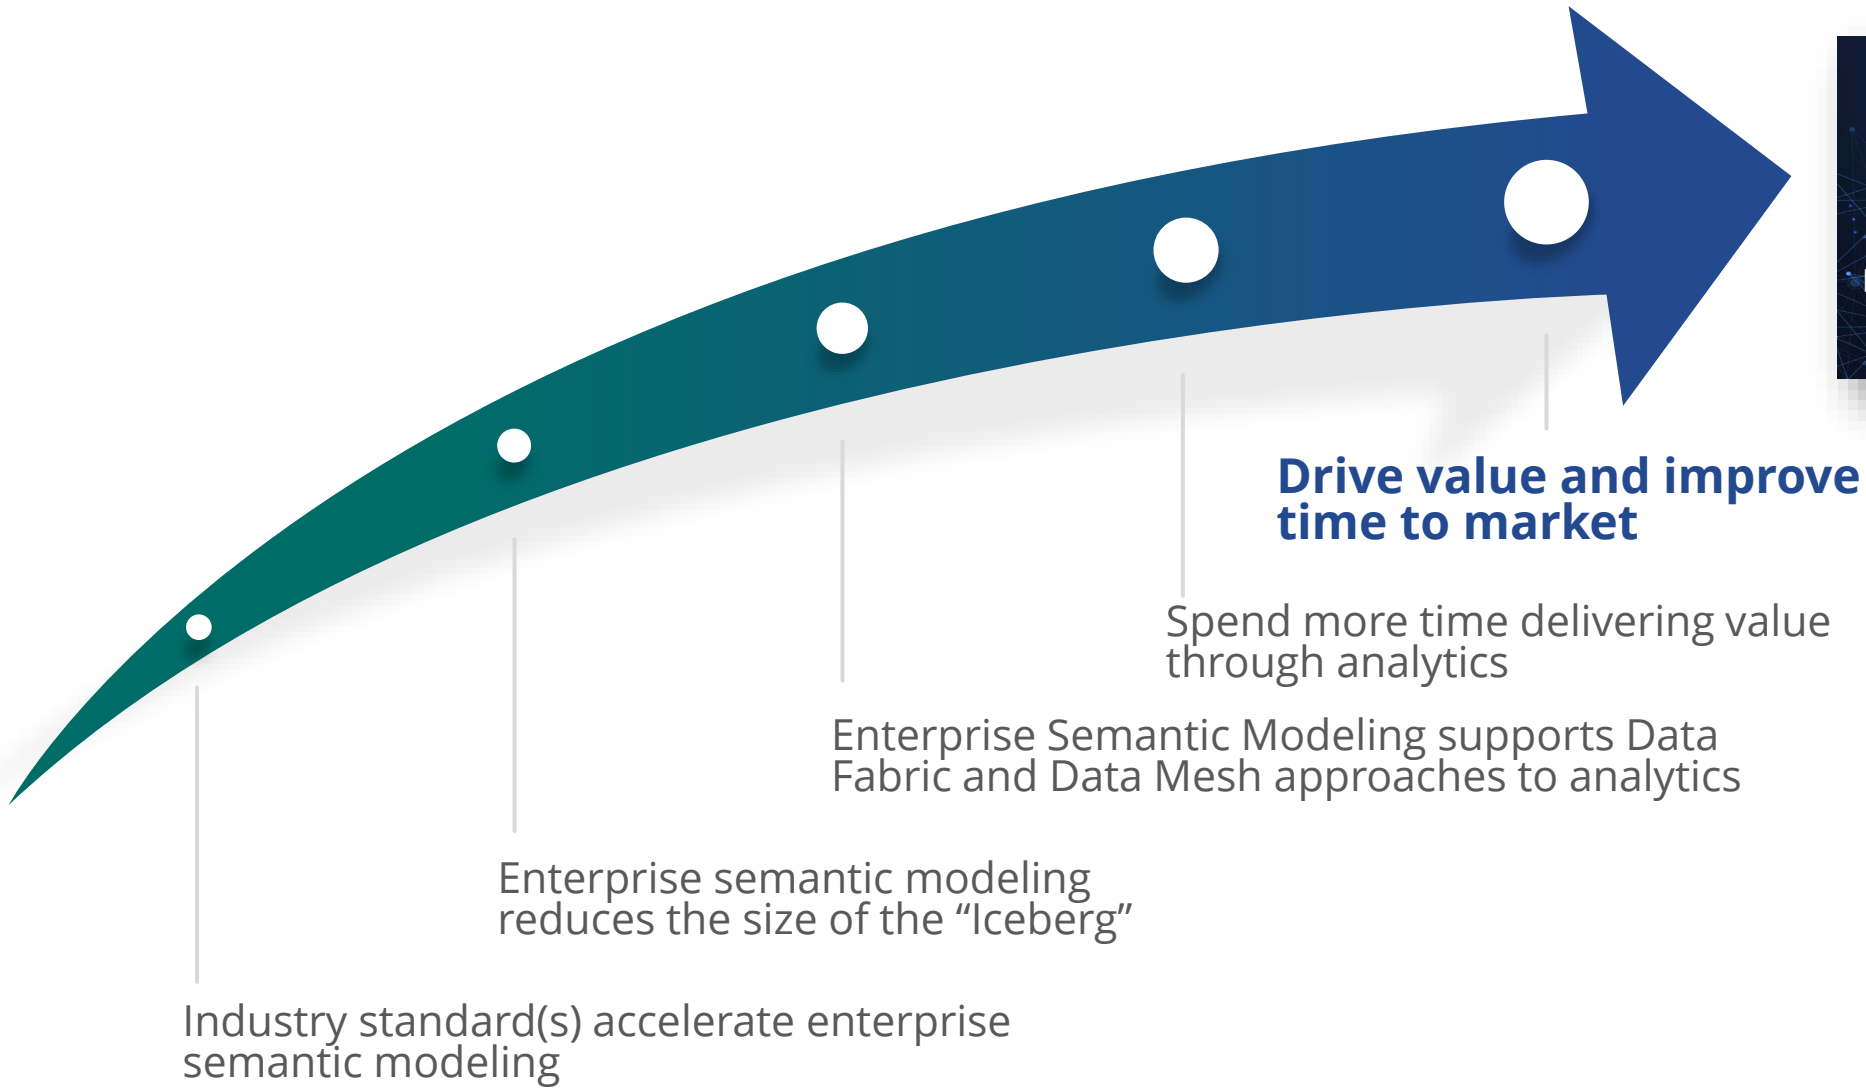 Drive value and improve
time to market
Spend more time delivering value
through analytics
Enterprise Semantic Modeling supports Data
Fabric and Data Mesh approaches to analytics
Enterprise semantic modeling
reduces the size of the “Iceberg”
Industry standard(s) accelerate enterprise
semantic modeling